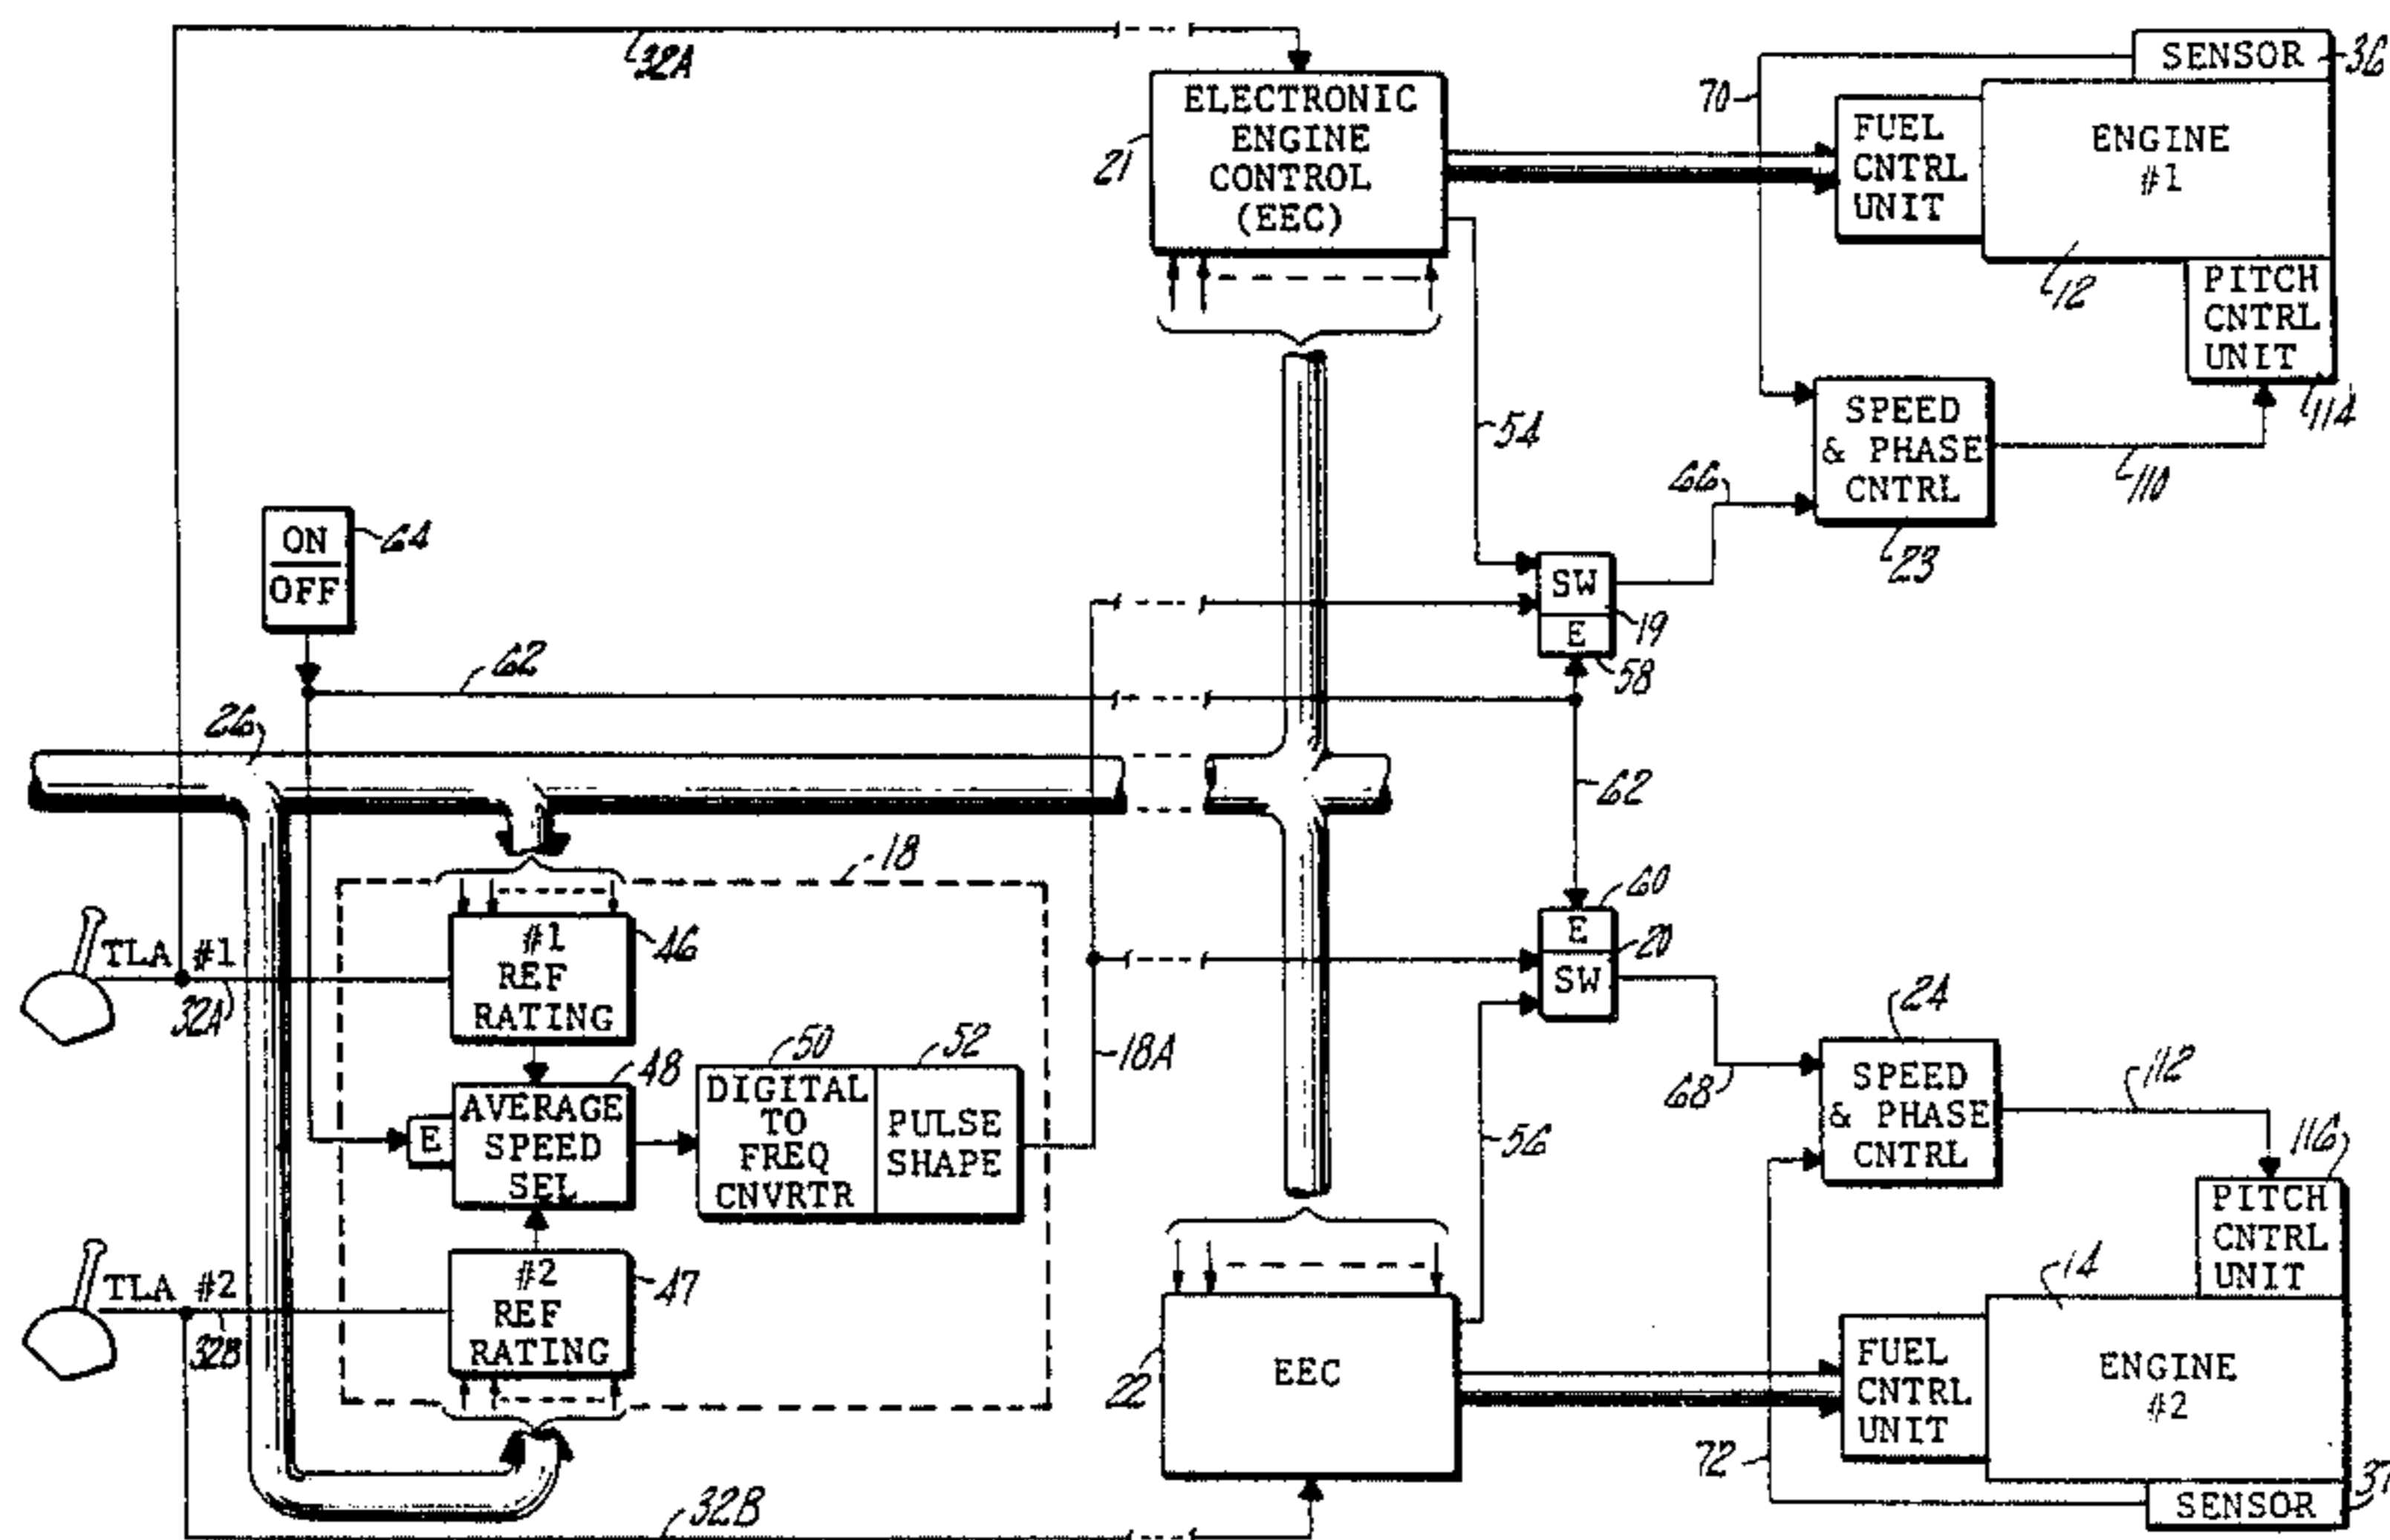 32A
ELECTRONIC
ENGINE
CONTROL
(EEC)
21
SENSOR
36
70
FUEL
CNTRL
UNIT
ENGINE
#1
12
PITCH
CNTRL
UNIT
114
54
SPEED
& PHASE
CNTRL
23
110
66
ON
OFF
64
SW
E
19
58
62
26
62
18
TLA #1
32A
#1
REF
RATING
46
60
E
20
SW
24
SPEED
& PHASE
CNTRL
68
112
116
50
52
18A
48
AVERAGE
SPEED
SEL
E
DIGITAL
TO
FREQ
CNVRTR
PULSE
SHAPE
56
PITCH
CNTRL
UNIT
TLA #2
32B
#2
REF
RATING
47
22
EEC
14
FUEL
CNTRL
UNIT
ENGINE
#2
72
SENSOR
37
32B